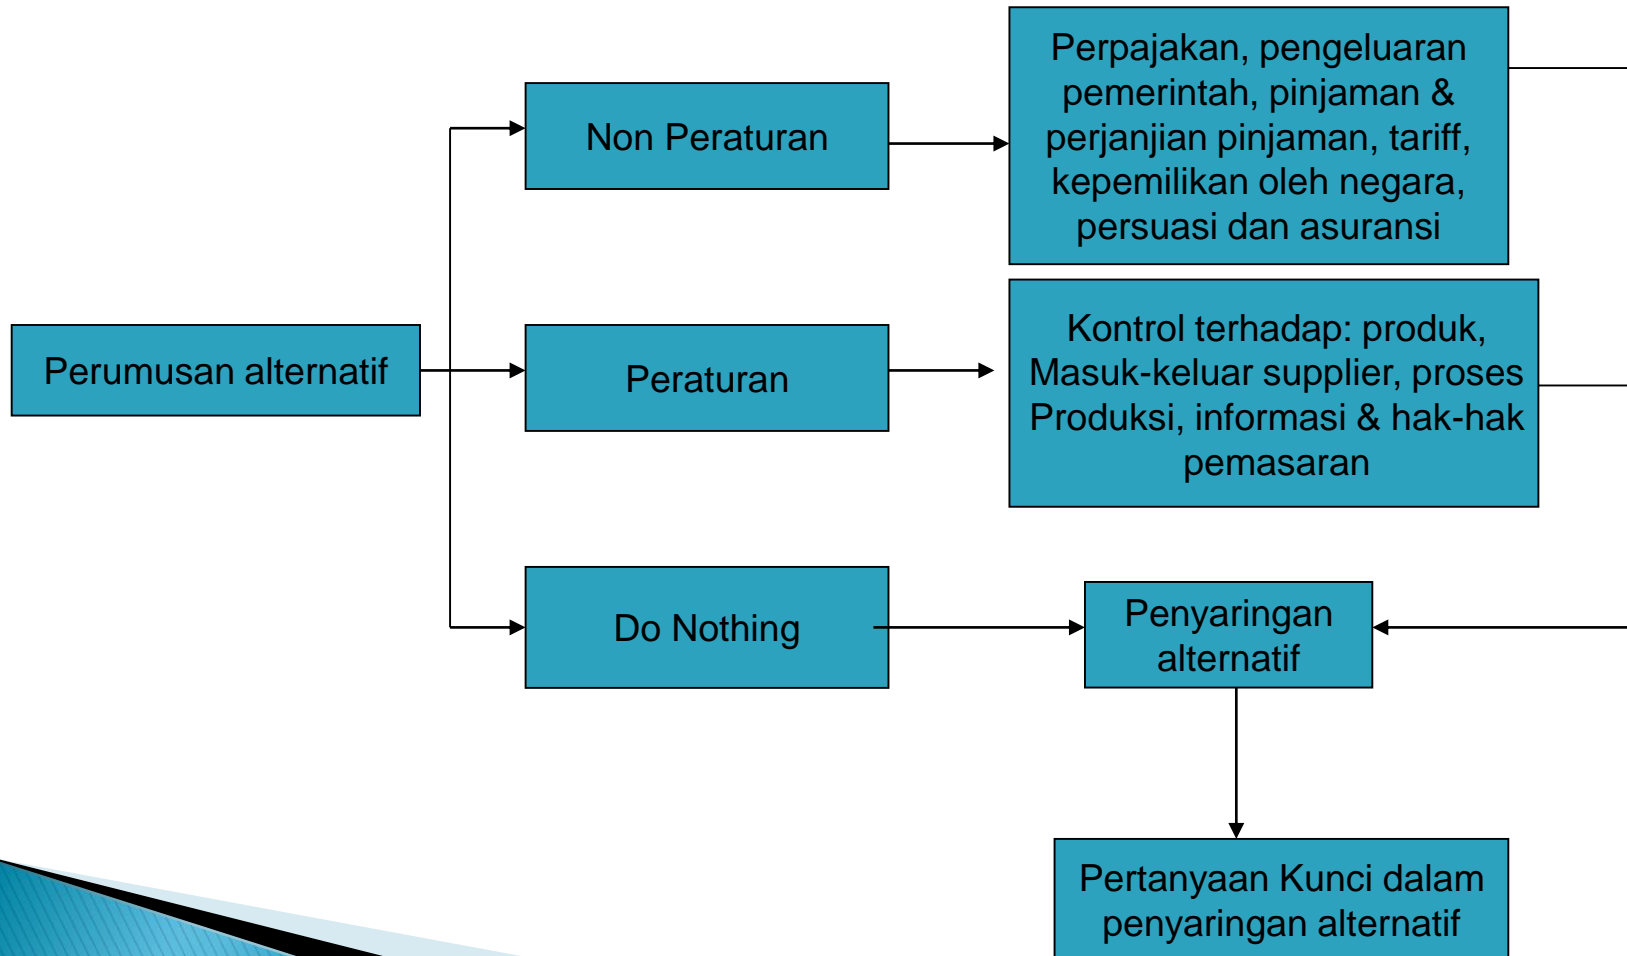 Perpajakan, pengeluaran
pemerintah, pinjaman &
perjanjian pinjaman, tariff,
kepemilikan oleh negara,
persuasi dan asuransi
Non Peraturan
Kontrol terhadap: produk,
Masuk-keluar supplier, proses
Produksi, informasi & hak-hak
pemasaran
Perumusan alternatif
Peraturan
Do Nothing
Penyaringan
alternatif
Pertanyaan Kunci dalam
penyaringan alternatif